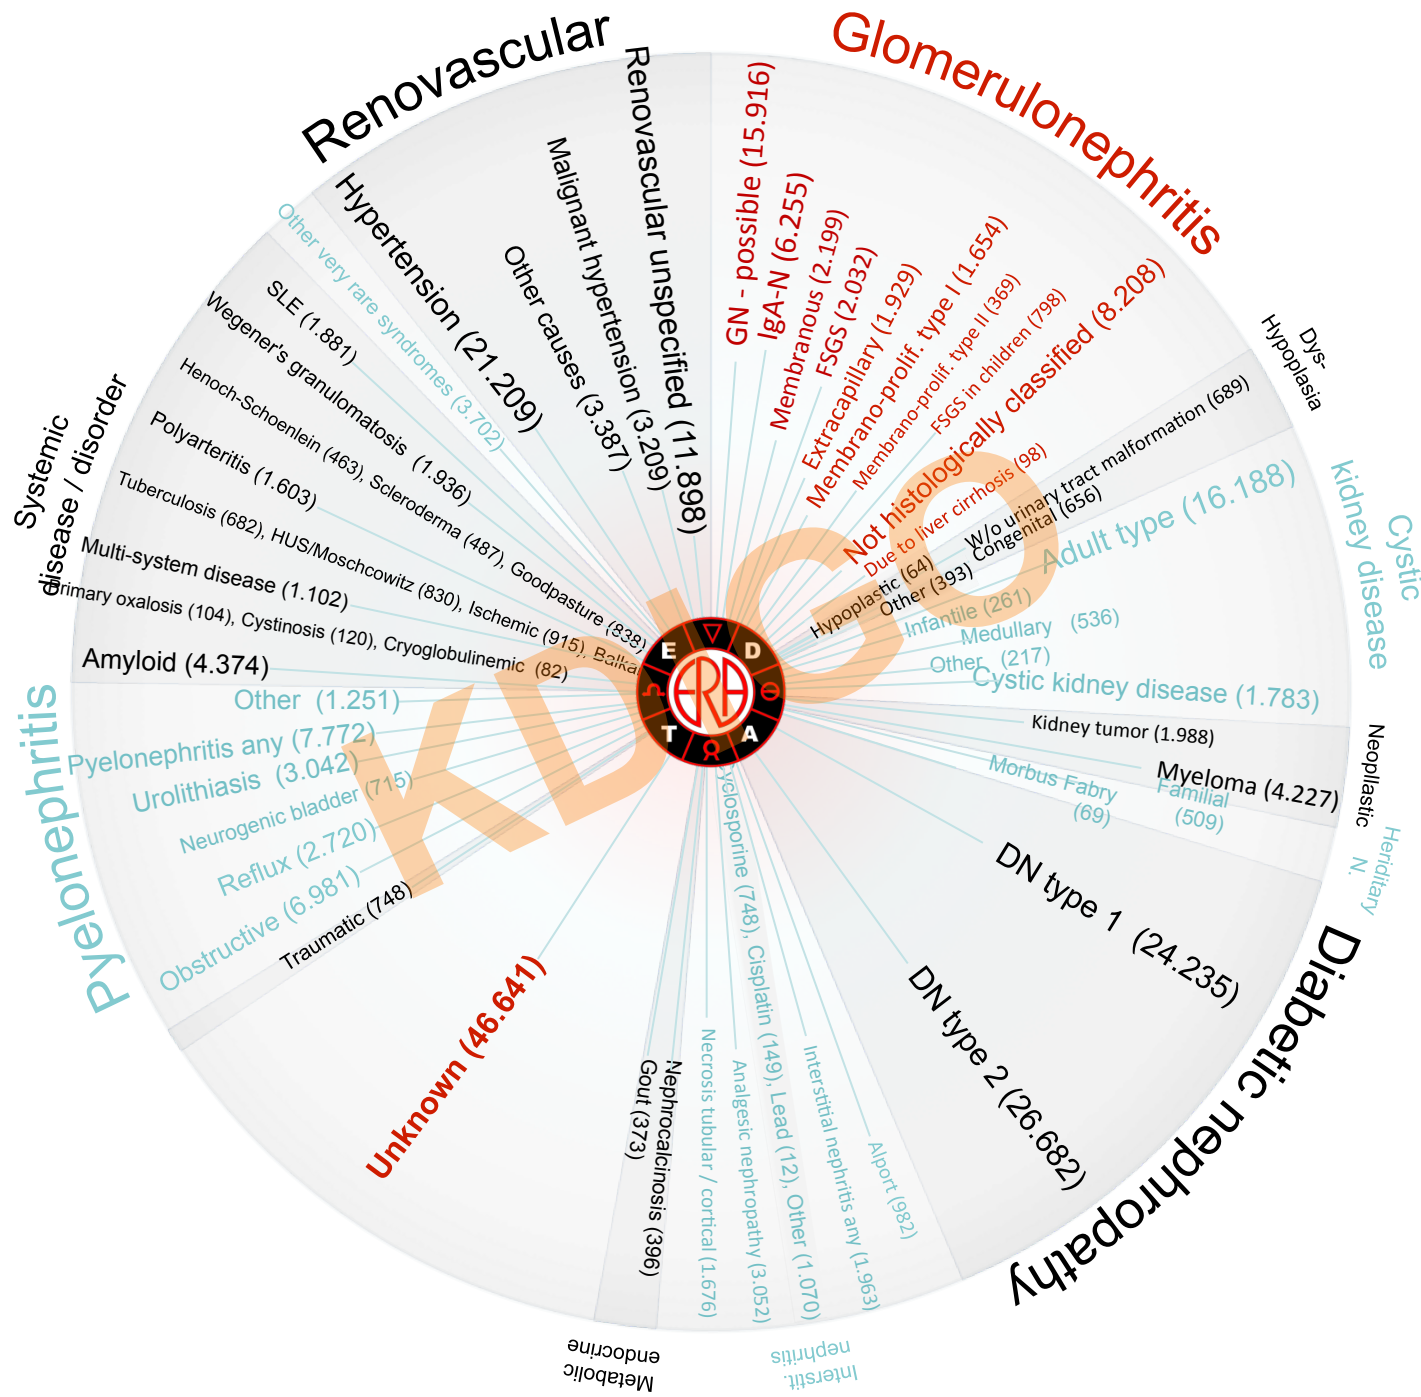 Glomerulonephritis
GN - possible (15.916)
IgA-N (6.255)
Membranous (2.199)
FSGS (2.032)
Extracapillary (1.929)
Membrano-prolif. type I (1.654)
Membrano-prolif. type II (369)
FSGS in children (798)
Not histologically classified (8.208)
Due to liver cirrhosis (98)
Dys-
Hypoplasia
W/o urinary tract malformation (689)
Congenital (656)
Hypoplastic (64)
Other (393)
Cystic
kidney disease
Adult type (16.188)
Infantile (261)
Medullary (536)
Other (217)
Cystic kidney disease (1.783)
Neopllastic
Kidney tumor (1.988)
Myeloma (4.227)
Heriditary
N.
Morbus Fabry
(69)
Familial
(509)
Diabetic nephropathy
DN type 1 (24.235)
DN type 2 (26.682)
Interstit.
nephritis
Alport (982)
Interstitial nephritis any (1.963)
yclosporine (748), Cisplatin (149), Lead (12), Other (1.070)
Analgesic nephropathy (3.052)
Necrosis tubular / cortical (1.676)
Metabolic
endocrine
Nephrocalcinosis (396)
Gout (373)
Unknown (46.641)
Traumatic (748)
Pyelonephritis
Obstructive (6.981)
Reflux (2.720)
Neurogenic bladder (715)
Urolithiasis (3.042)
Pyelonephritis any (7.772)
Other (1.251)
Systemic
disease / disorder
Amyloid (4.374)
Primary oxalosis (104), Cystinosis (120), Cryoglobulinemic (82)
Multi-system disease (1.102)
Tuberculosis (682), HUS/Moschcowitz (830), Ischemic (915), Balka
Polyarteritis (1.603)
Henoch-Schoenlein (463), Scleroderma (487), Goodpasture (838)
Wegener's granulomatosis (1.936)
SLE (1.881)
Other very rare syndromes (3.702)
Renovascular
Hypertension (21.209)
Other causes (3.387)
Malignant hypertension (3.209)
Renovascular unspecified (11.898)
KDIGO
E D
T A
ERA